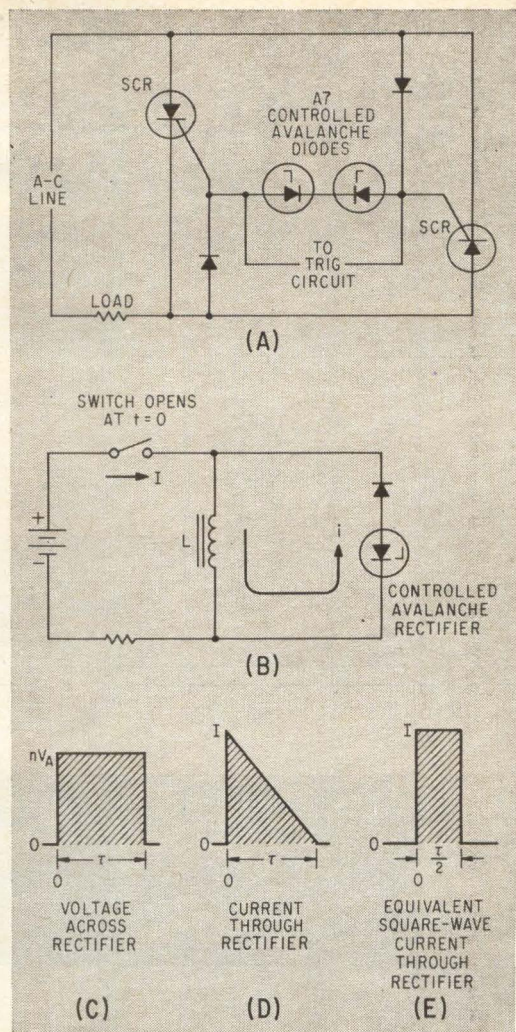 SCR
A7
CONTROLLED
AVALANCHE
DIODES
A-C
LINE
SCR
TO
TRIG
CIRCUIT
LOAD
(A)
SWITCH OPENS
AT t=0
I
+
-
L
i
CONTROLLED
AVALANCHE
RECTIFIER
(B)
nVA
0
τ
0
VOLTAGE
ACROSS
RECTIFIER
(C)
I
0
τ
0
CURRENT
THROUGH
RECTIFIER
(D)
I
0
τ/2
0
EQUIVALENT
SQUARE-WAVE
CURRENT
THROUGH
RECTIFIER
(E)